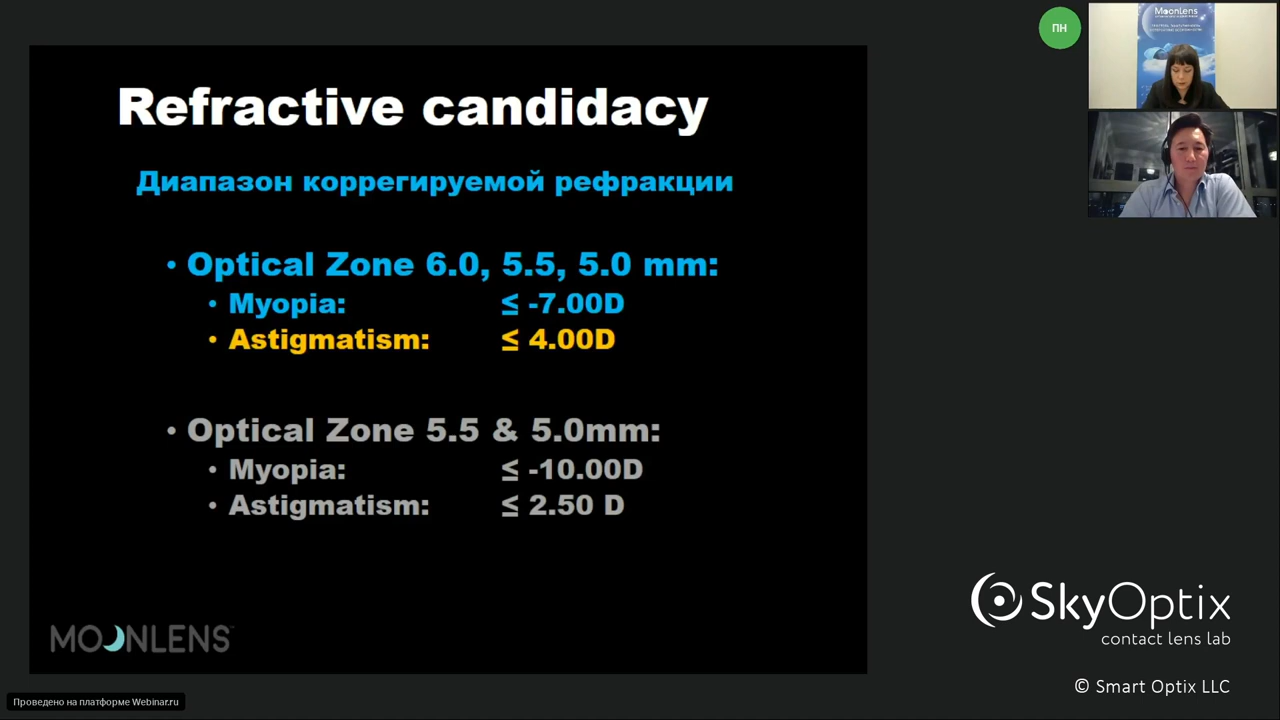 Refractive candidacy
Диапазон коррегируемой рефракции
• Optical Zone 6.0, 5.5, 5.0 mm:
• Myopia: ≤ -7.00D
• Astigmatism: ≤ 4.00D
• Optical Zone 5.5 & 5.0mm:
• Myopia: ≤ -10.00D
• Astigmatism: ≤ 2.50 D
MOONLENS™
Проведено на платформе Webinar.ru
ПН
MoonLens
SkyOptix
contact lens lab
© Smart Optix LLC